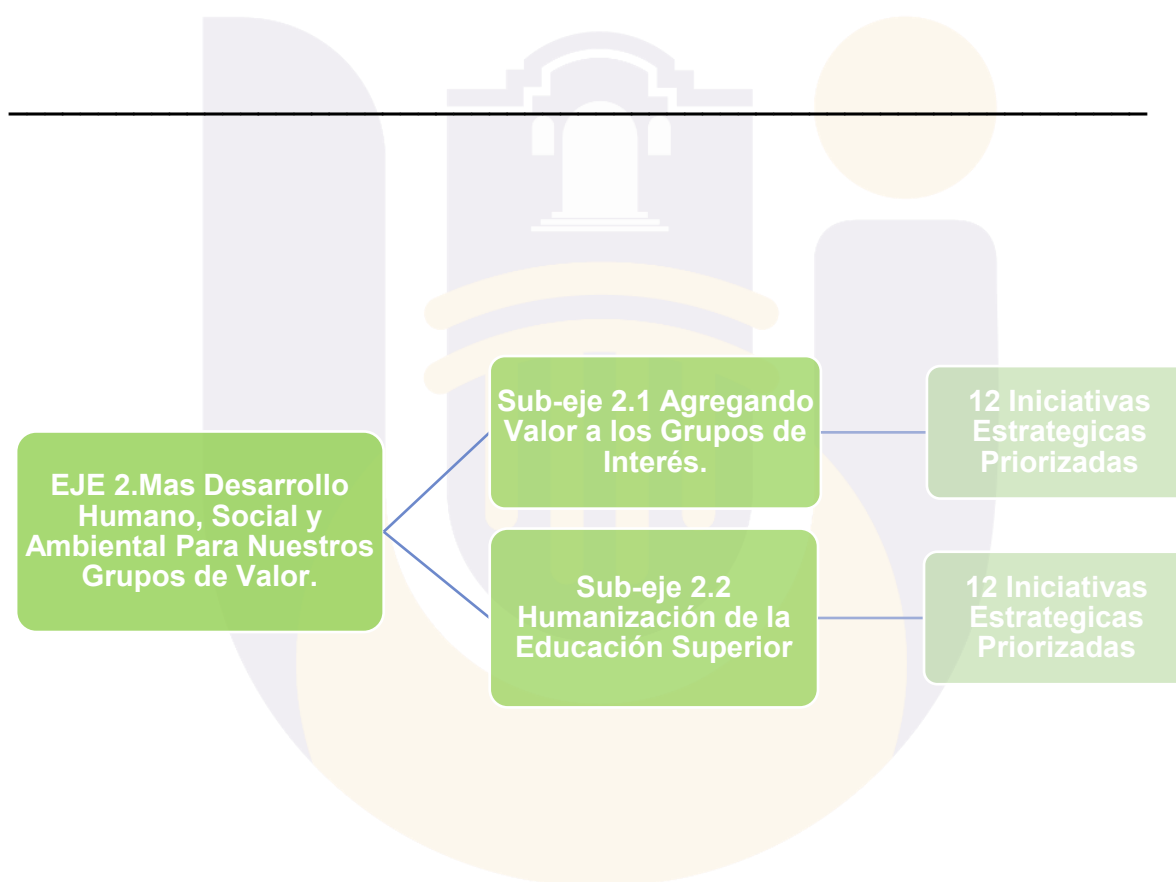 EJE 2.Mas Desarrollo
Humano, Social y
Ambiental Para Nuestros
Grupos de Valor.
Sub-eje 2.1 Agregando
Valor a los Grupos de
Interés.
12 Iniciativas
Estrategicas
Priorizadas
Sub-eje 2.2
Humanización de la
Educación Superior
12 Iniciativas
Estrategicas
Priorizadas